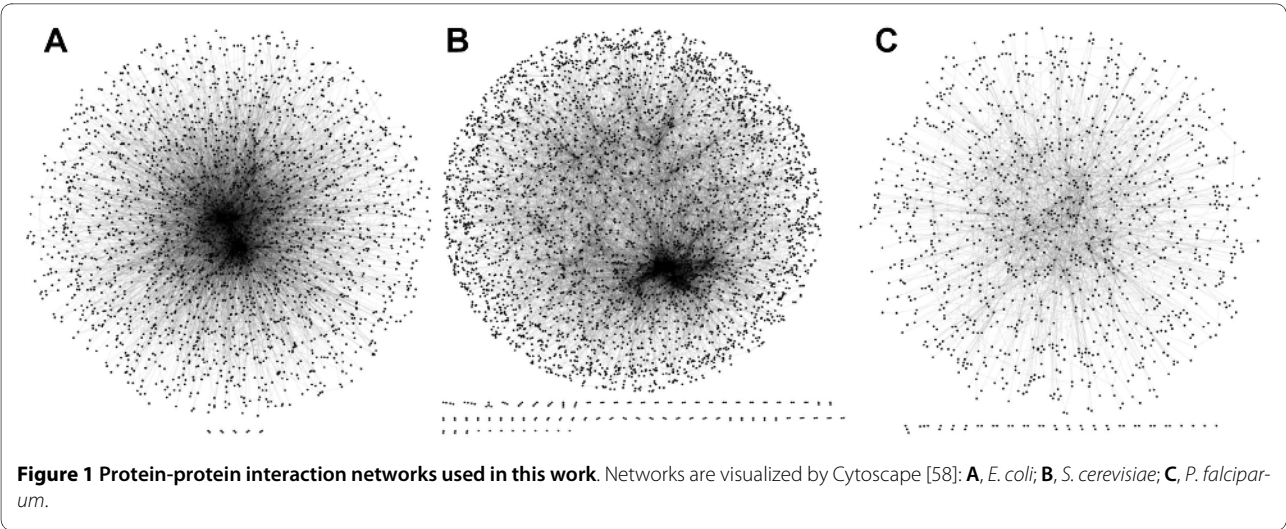 A
B
C
Figure 1 Protein-protein interaction networks used in this work. Networks are visualized by Cytoscape [58]: A, E. coli; B, S. cerevisiae; C, P. falcipar-
um.